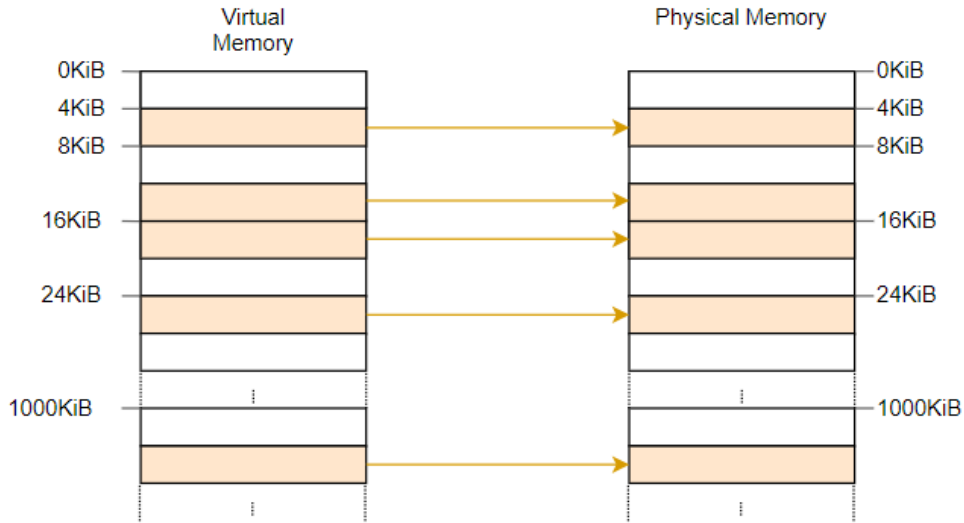 Virtual
Memory
Physical Memory
0KiB
0KiB
4KiB
4KiB
8KiB
8KiB
16KiB
16KiB
24KiB
24KiB
1000KiB
1000KiB